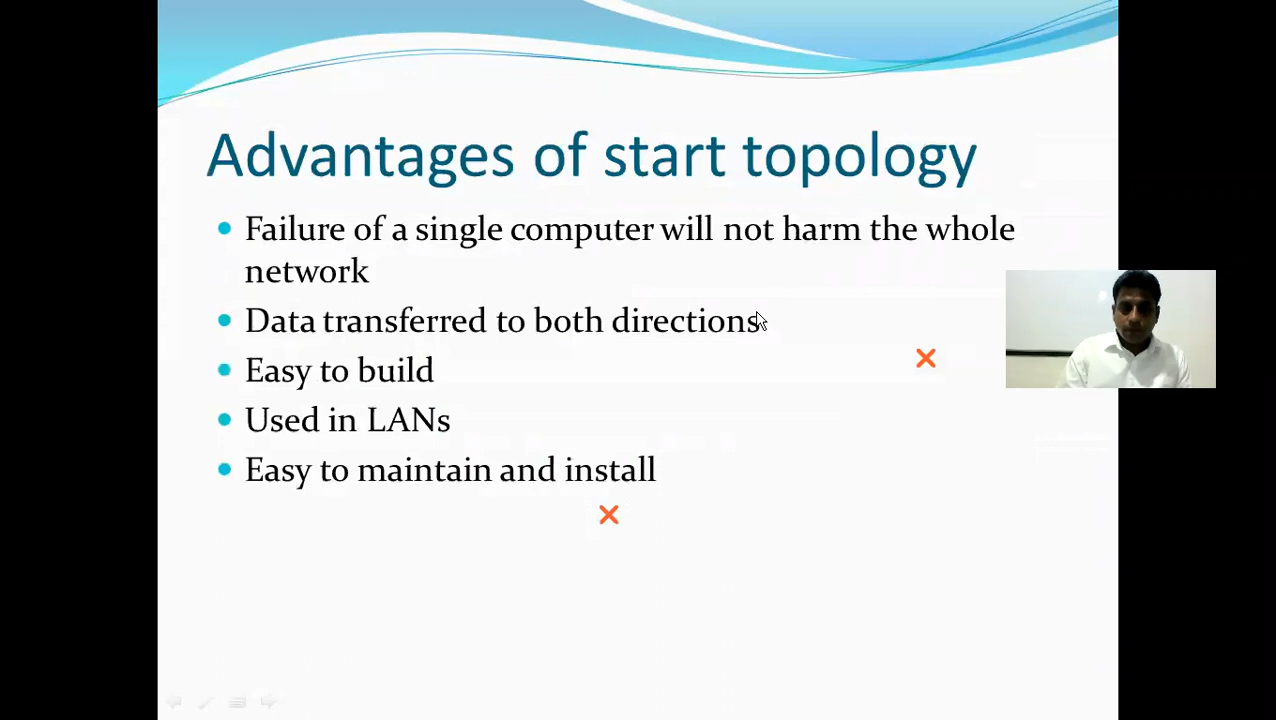 Advantages of start topology
Failure of a single computer will not harm the whole
network
Data transferred to both directions
Easy to build
Used in LANs
Easy to maintain and install